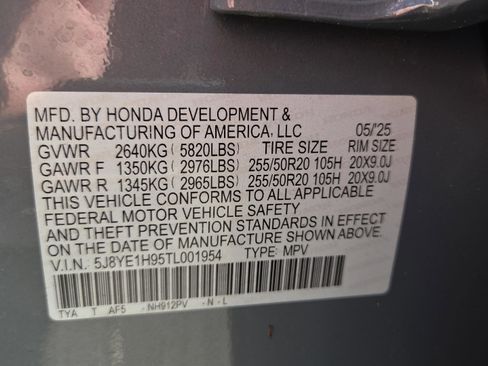 MFD. BY HONDA DEVELOPMENT &
MANUFACTURING OF AMERICA, LLC 05/'25
GVWR 2640KG (5820LBS) TIRE SIZE RIM SIZE
GAWR F 1350KG (2976LBS) 255/50R20 105H 20X9.0J
GAWR R 1345KG (2965LBS) 255/50R20 105H 20X9.0J
THIS VEHICLE CONFORMS TO ALL APPLICABLE
FEDERAL MOTOR VEHICLE SAFETY
AND THEFT STANDARDS IN EFFECT
ON THE DATE OF MANUFACTURE SHOWN ABOVE.
V.I.N. 5J8YE1H95TL001954 TYPE: MPV
TYA T AF5 -NH912PV -N-L